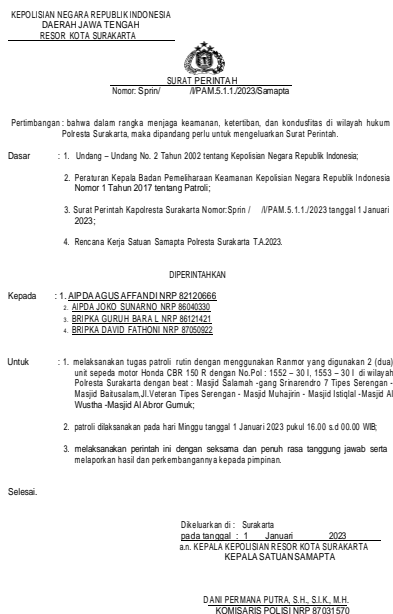 KEPOLISIAN NEGARA REPUBLIK INDONESIA
DAERAH JAWA TENGAH
RESOR KOTA SURAKARTA
SURAT PERINTAH
Nomor: Sprin/ /I/PAM.5.1.1./2023/Samapta
Pertimbangan : bahwa dalam rangka menjaga keamanan, ketertiban, dan kondusfitas di wilayah hukum
Polresta Surakarta, maka dipandang perlu untuk mengeluarkan Surat Perintah.
Dasar : 1. Undang – Undang No. 2 Tahun 2002 tentang Kepolisian Negara Republik Indonesia;
2. Peraturan Kepala Badan Pemeliharaan Keamanan Kepolisian Negara Republik Indonesia
Nomor 1 Tahun 2017 tentang Patroli;
3. Surat Perintah Kapolresta Surakarta Nomor:Sprin / /I/PAM.5.1.1./2023 tanggal 1 Januari
2023;
4. Rencana Kerja Satuan Samapta Polresta Surakarta T.A.2023.
DIPERINTAHKAN
Kepada : 1. AIPDA AGUS AFFANDI NRP 82120666
2. AIPDA JOKO SUNARNO NRP 86040330
3. BRIPKA GURUH BARA L NRP 86121421
4. BRIPKA DAVID FATHONI NRP 87050922
Untuk : 1. melaksanakan tugas patroli rutin dengan menggunakan Ranmor yang digunakan 2 (dua)
unit sepeda motor Honda CBR 150 R dengan No.Pol : 1552 – 30 I, 1553 – 30 I di wilayah
Polresta Surakarta dengan beat : Masjid Salamah -gang Srinarendro 7 Tipes Serengan -
Masjid Baitusalam,Jl.Veteran Tipes Serengan - Masjid Muhajirin - Masjid Istiqlal -Masjid Al
Wustha -Masjid Al Abror Gumuk;
2. patroli dilaksanakan pada hari Minggu tanggal 1 Januari 2023 pukul 16.00 s.d 00.00 WIB;
3. melaksanakan perintah ini dengan seksama dan penuh rasa tanggung jawab serta
melaporkan hasil dan perkembangannya kepada pimpinan.
Selesai.
Dikeluarkan di : Surakarta
pada tanggal : 1 Januari 2023
a.n. KEPALA KEPOLISIAN RESOR KOTA SURAKARTA
KEPALA SATUAN SAMAPTA
DANI PERMANA PUTRA, S.H., S.I.K., M.H.
KOMISARIS POLISI NRP 87031570